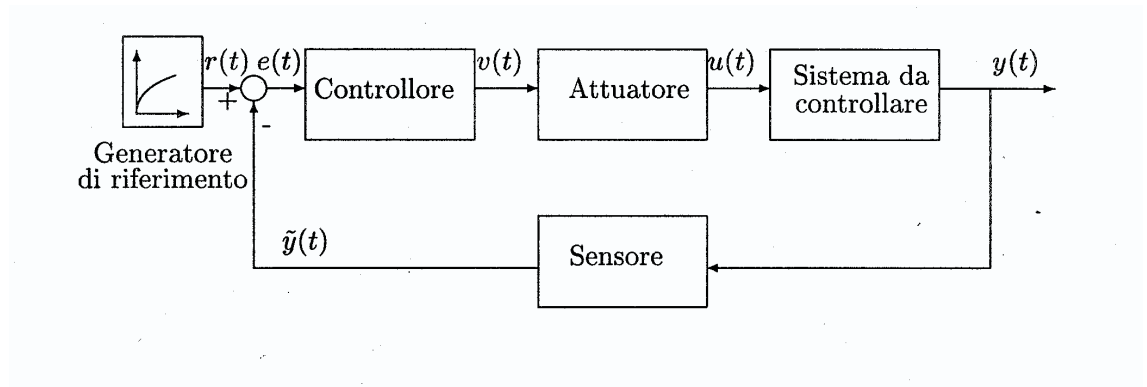 r(t) e(t)
v(t)
u(t)
y(t)
+
-
Controllore
Attuatore
Sistema da
controllare
Generatore
di riferimento
ỹ(t)
Sensore